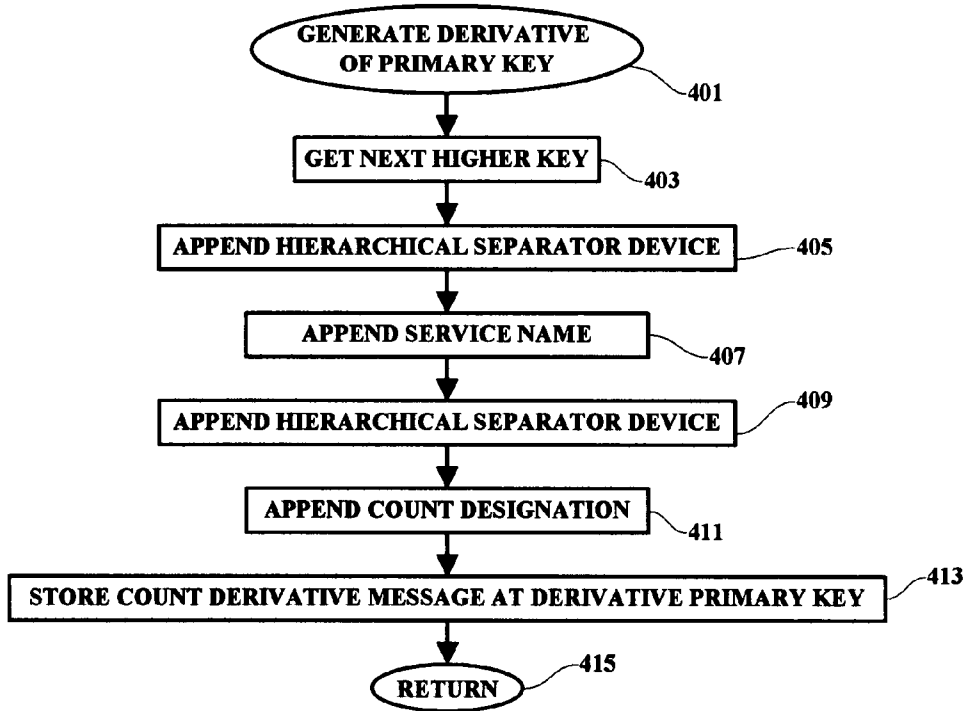 GENERATE DERIVATIVE
OF PRIMARY KEY
401
GET NEXT HIGHER KEY
403
APPEND HIERARCHICAL SEPARATOR DEVICE
405
APPEND SERVICE NAME
407
APPEND HIERARCHICAL SEPARATOR DEVICE
409
APPEND COUNT DESIGNATION
411
STORE COUNT DERIVATIVE MESSAGE AT DERIVATIVE PRIMARY KEY
413
RETURN
415